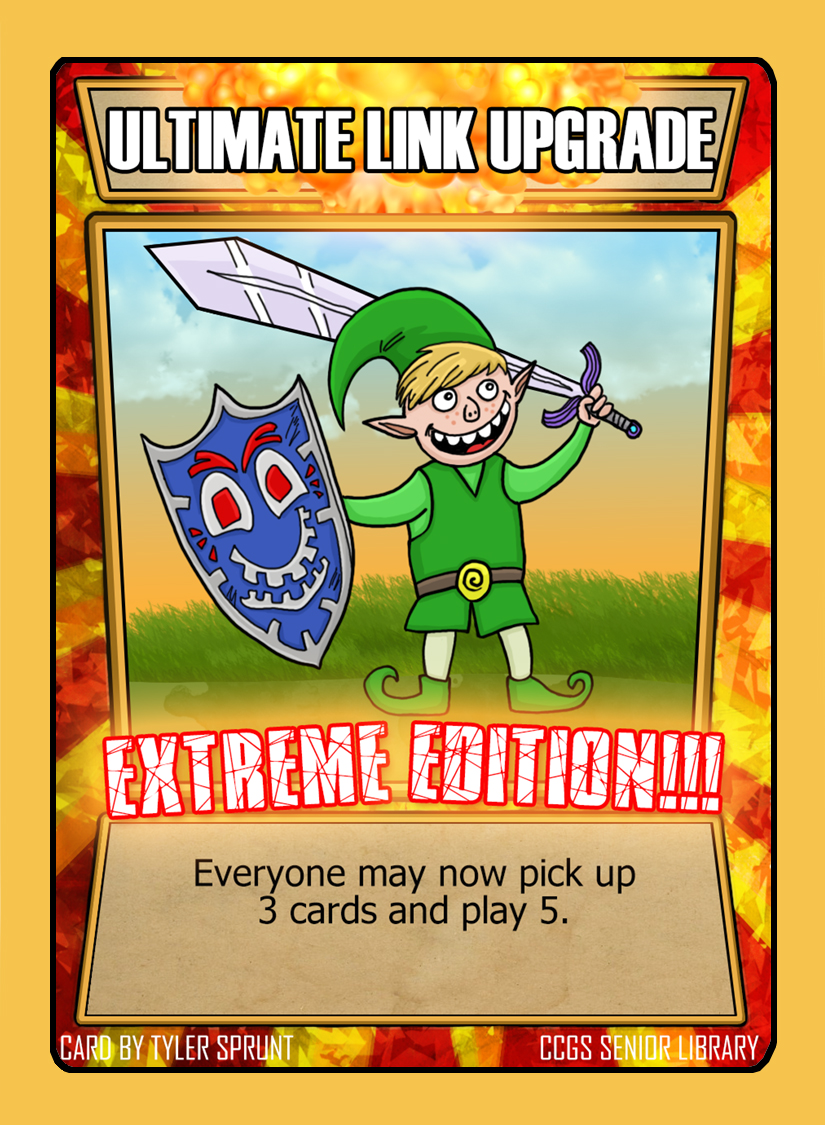 ULTIMATE LINK UPGRADE
EXTREME EDITION!!!
Everyone may now pick up
3 cards and play 5.
CARD BY TYLER SPRUNT
CCGS SENIOR LIBRARY